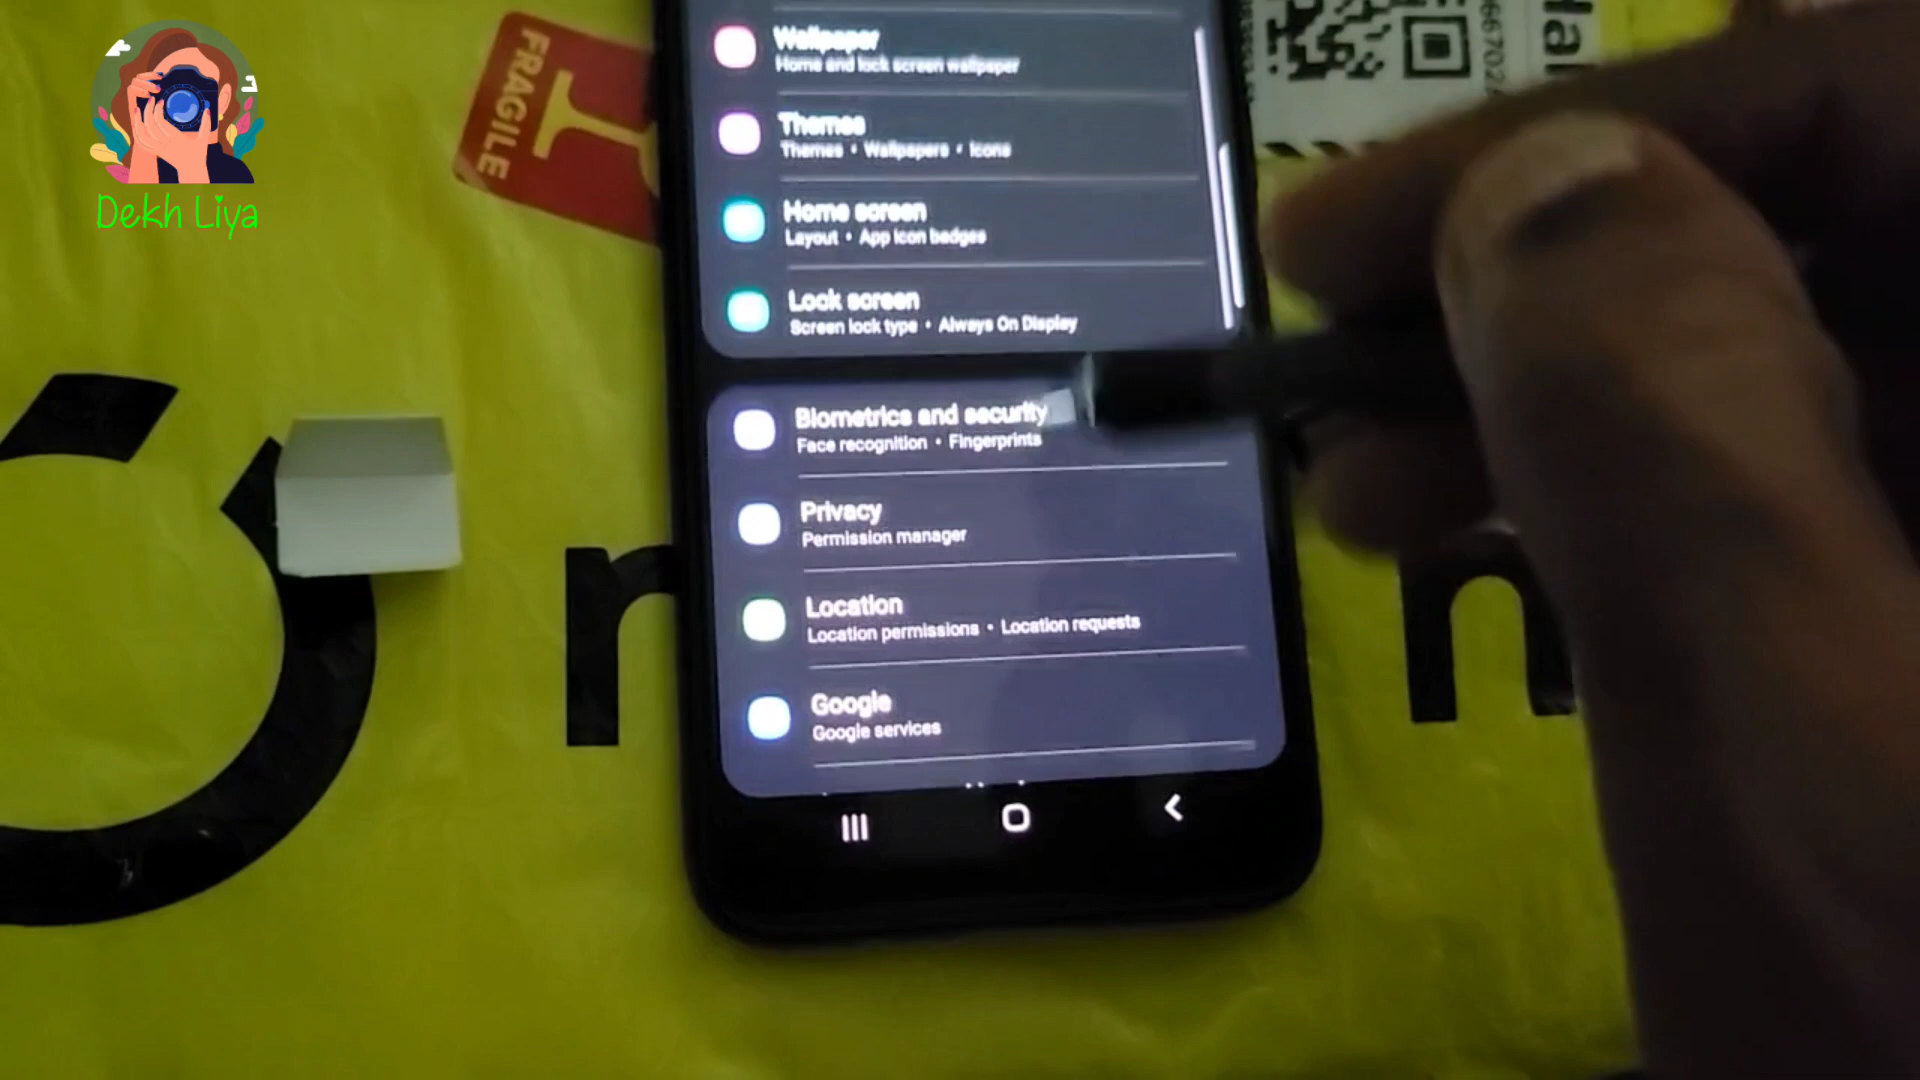 Dekh Liya
FRAGILE
Wallpaper
Home and lock screen wallpaper
Themes
Themes • Wallpapers • Icons
Home screen
Layout • App icon badges
Lock screen
Screen lock type • Always On Display
Biometrics and security
Face recognition • Fingerprints
Privacy
Permission manager
Location
Location permissions • Location requests
Google
Google services
n
n